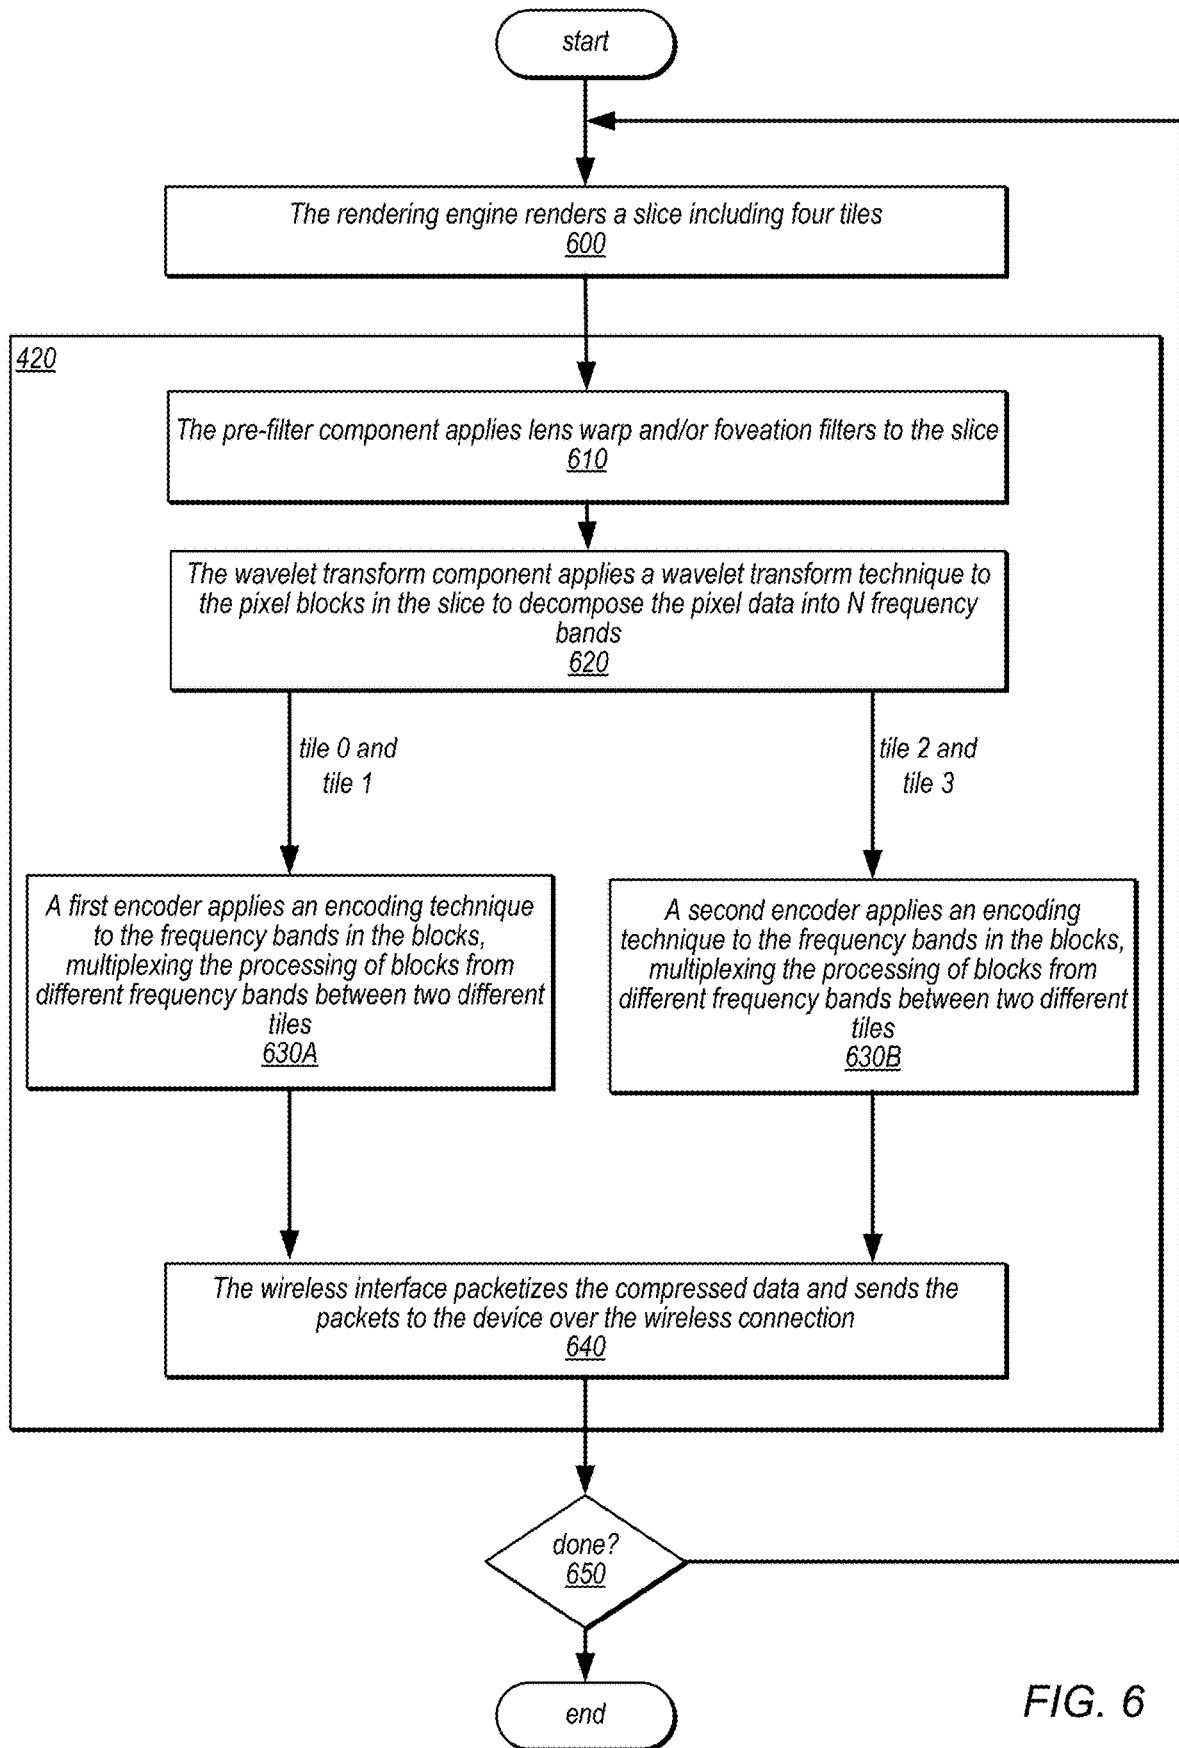 start
The rendering engine renders a slice including four tiles
600
420
The pre-filter component applies lens warp and/or foveation filters to the slice
610
The wavelet transform component applies a wavelet transform technique to
the pixel blocks in the slice to decompose the pixel data into N frequency
bands
620
tile 0 and
tile 1
tile 2 and
tile 3
A first encoder applies an encoding technique
to the frequency bands in the blocks,
multiplexing the processing of blocks from
different frequency bands between two different
tiles
630A
A second encoder applies an encoding
technique to the frequency bands in the blocks,
multiplexing the processing of blocks from
different frequency bands between two different
tiles
630B
The wireless interface packetizes the compressed data and sends the
packets to the device over the wireless connection
640
done?
650
end
FIG. 6